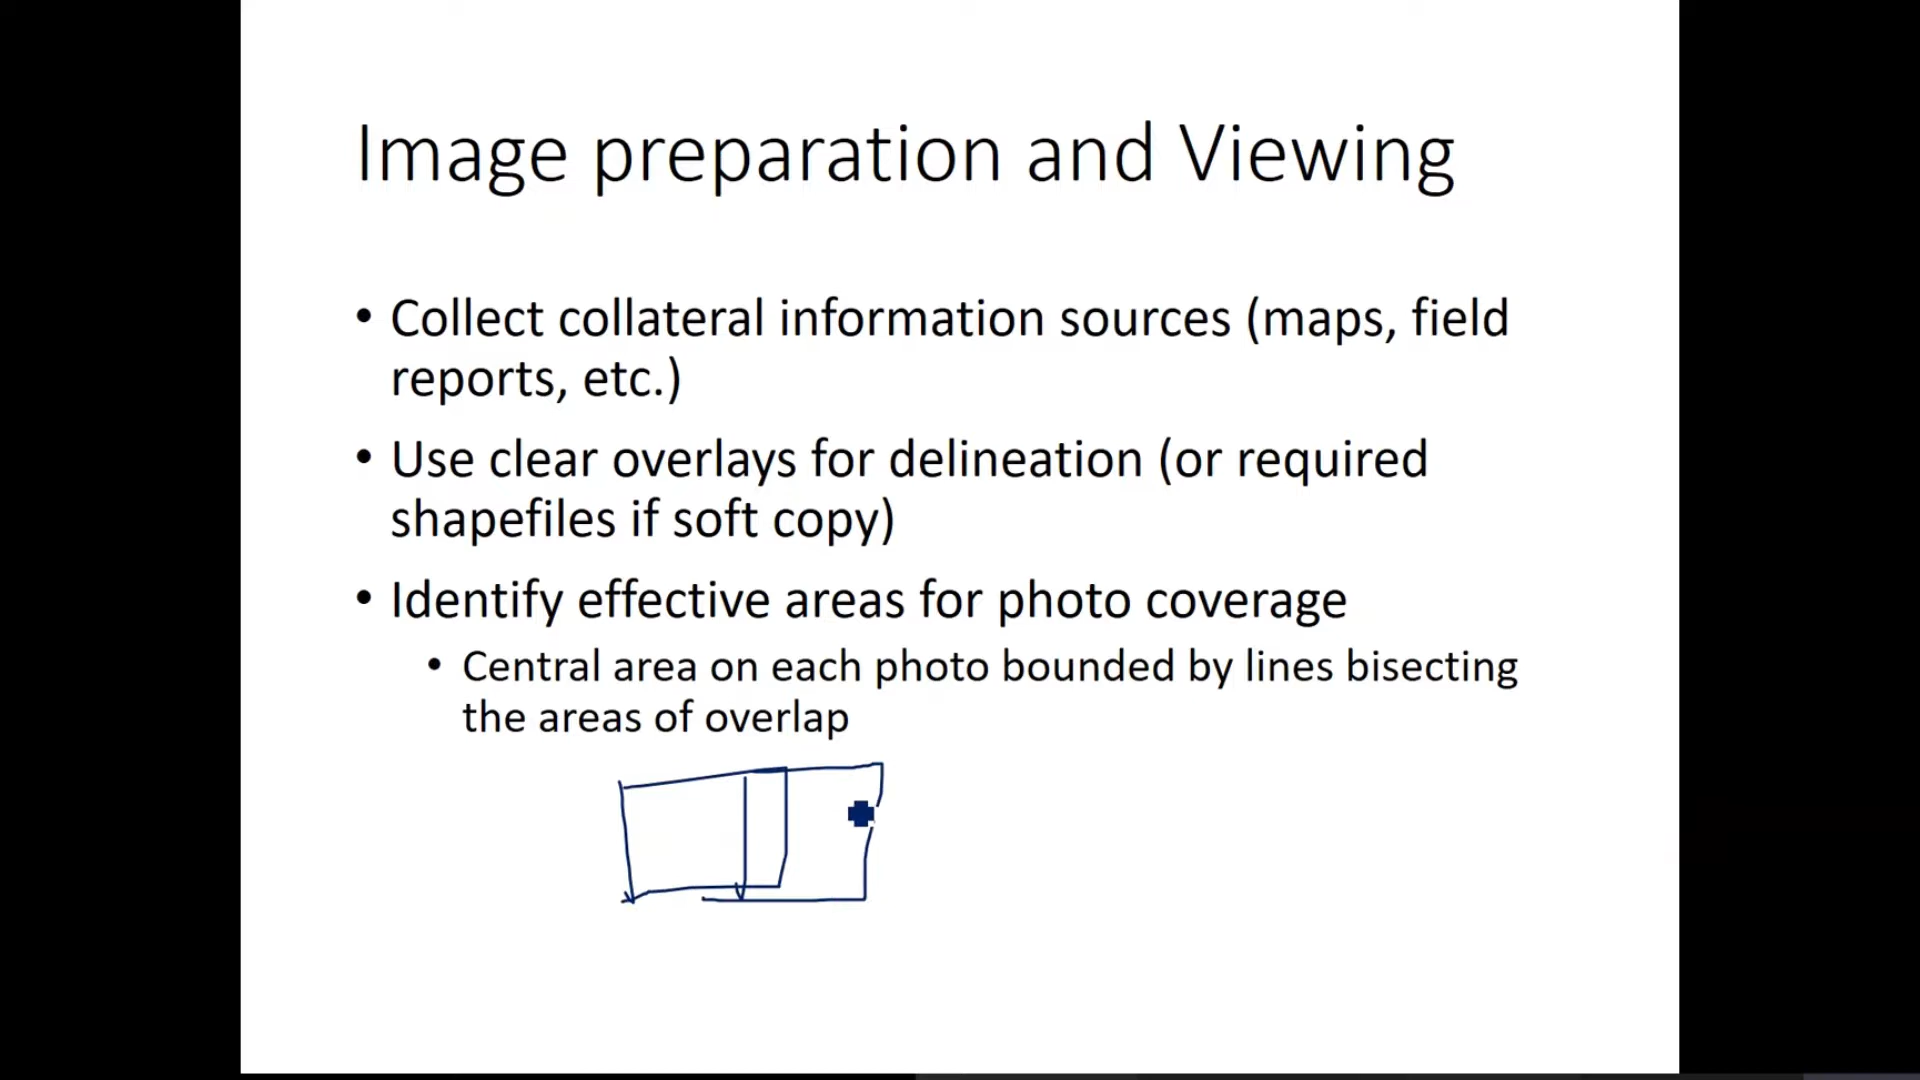 Image preparation and Viewing
• Collect collateral information sources (maps, field
reports, etc.)
• Use clear overlays for delineation (or required
shapefiles if soft copy)
• Identify effective areas for photo coverage
• Central area on each photo bounded by lines bisecting
the areas of overlap